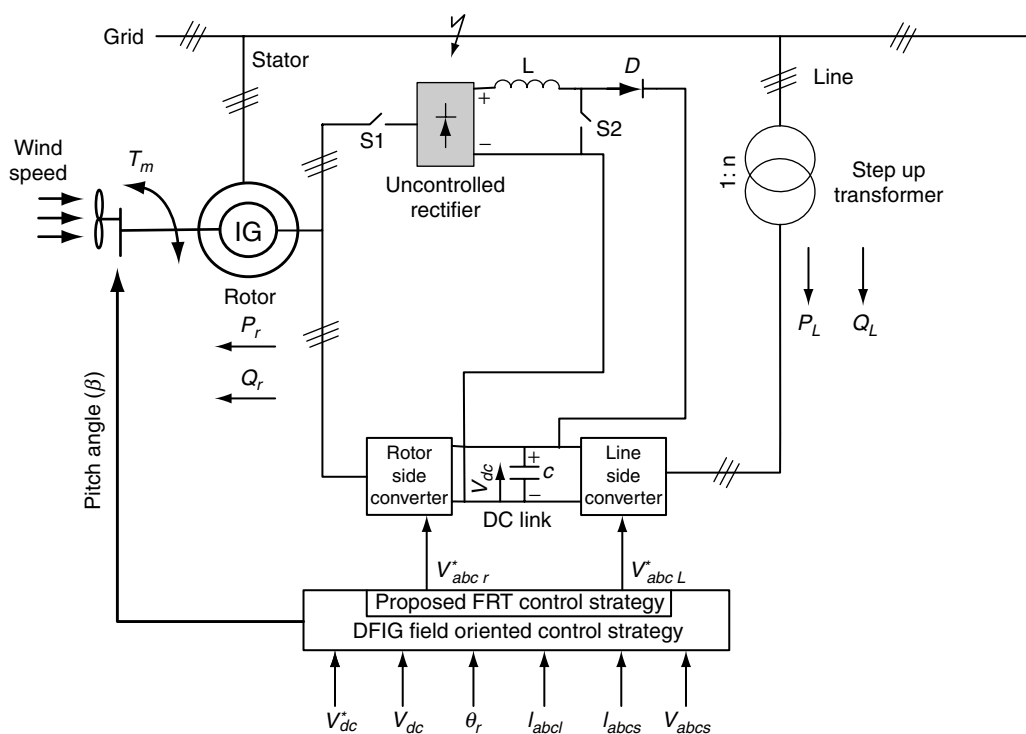 Grid
Stator
L
D
Line
S1
+
−
S2
Wind
speed
T_m
Uncontrolled
rectifier
1: n
Step up
transformer
IG
Rotor
P_r
Q_r
P_L
Q_L
Pitch angle (β)
Rotor
side
converter
V_dc
+
−
c
Line
side
converter
DC link
V*_abc r
V*_abc L
Proposed FRT control strategy
DFIG field oriented control strategy
V*_dc
V_dc
θ_r
I_abcl
I_abcs
V_abcs